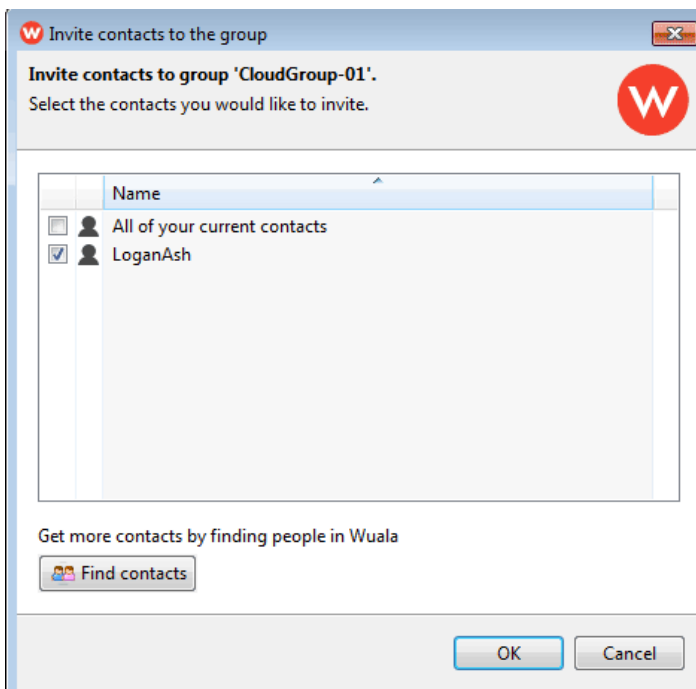 Invite contacts to the group
Invite contacts to group 'CloudGroup-01'.
Select the contacts you would like to invite.
W
Name
All of your current contacts
LoganAsh
Get more contacts by finding people in Wuala
Find contacts
OK Cancel